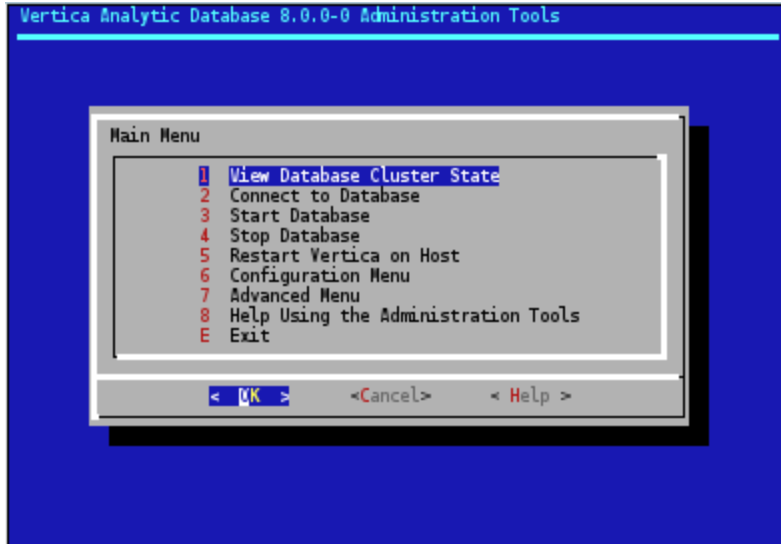 Vertica Analytic Database 8.0.0-0 Administration Tools
Main Menu
1 View Database Cluster State
2 Connect to Database
3 Start Database
4 Stop Database
5 Restart Vertica on Host
6 Configuration Menu
7 Advanced Menu
8 Help Using the Administration Tools
E Exit
< OK > <Cancel> < Help >